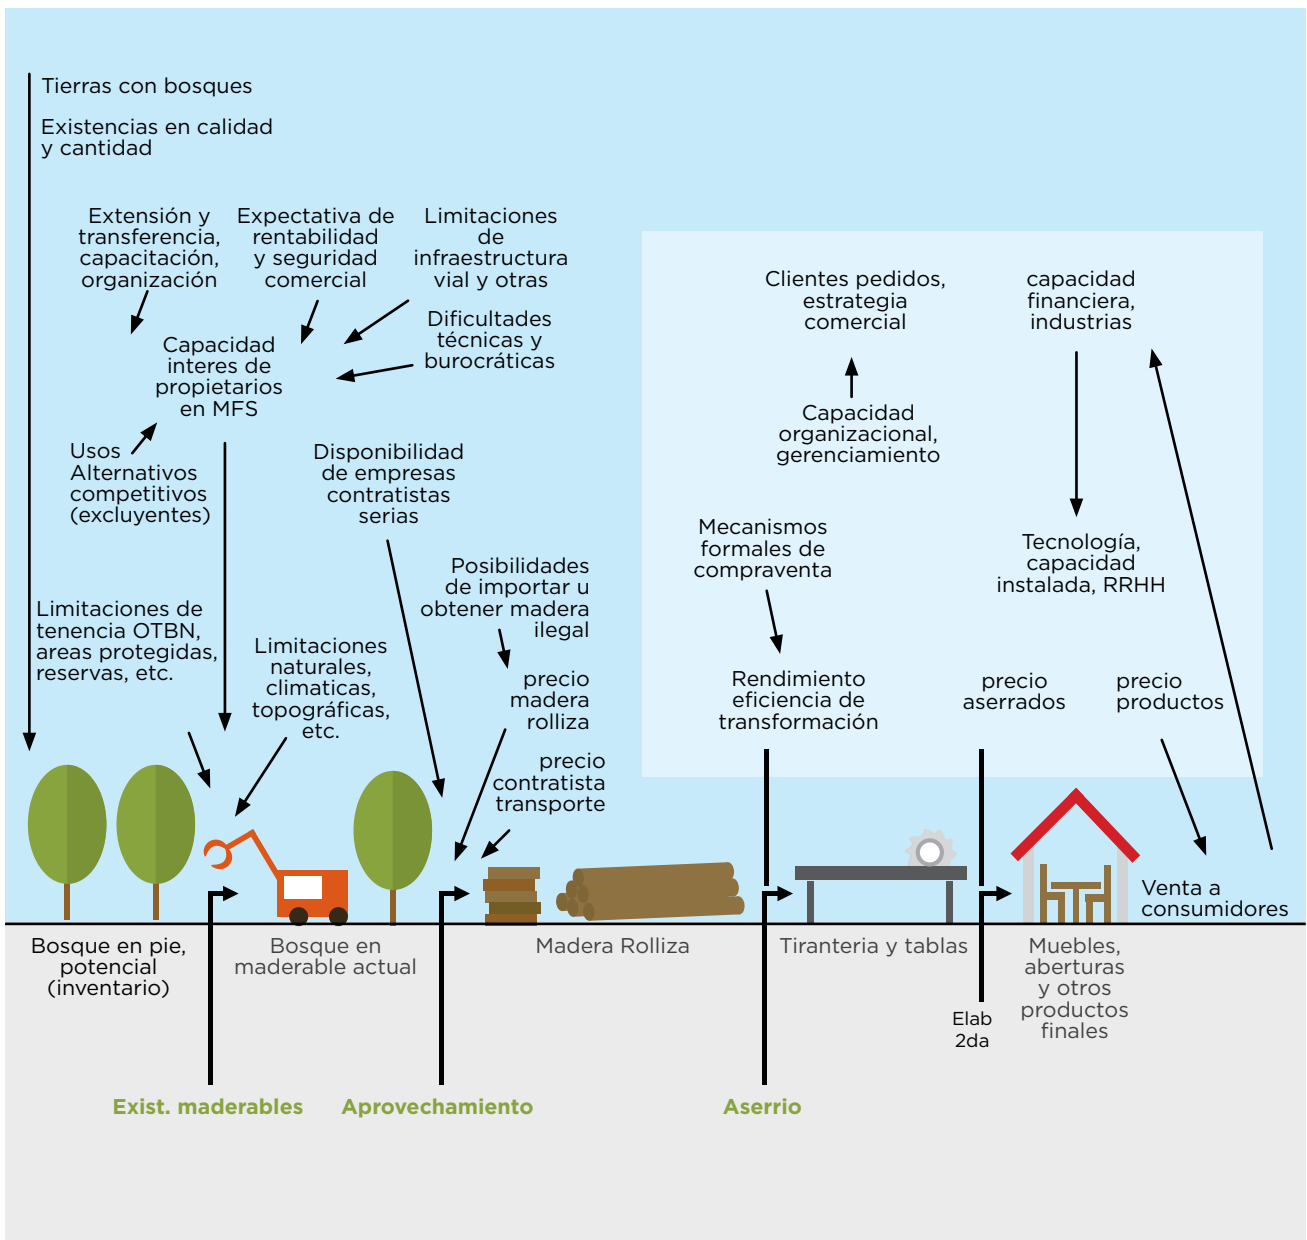 Tierras con bosques
Existencias en calidad
y cantidad
Extensión y
transferencia,
capacitación,
organización
Expectativa de
rentabilidad
y seguridad
comercial
Limitaciones
de
infraestructura
vial y otras
Dificultades
técnicas y
burocráticas
Capacidad
interes de
propietarios
en MFS
Usos
Alternativos
competitivos
(excluyentes)
Disponibilidad
de empresas
contratistas
serias
Limitaciones de
tenencia OTBN,
areas protegidas,
reservas, etc.
Limitaciones
naturales,
climaticas,
topográficas,
etc.
Posibilidades
de importar u
obtener madera
ilegal
precio
madera
rolliza
precio
contratista
transporte
Clientes pedidos,
estrategia
comercial
capacidad
financiera,
industrias
Capacidad
organizacional,
gerenciamiento
Mecanismos
formales de
compraventa
Tecnología,
capacidad
instalada, RRHH
Rendimiento
eficiencia de
transformación
precio
aserrados
precio
productos
Venta a
consumidores
Bosque en pie,
potencial
(inventario)
Bosque en
maderable actual
Madera Rolliza
Tiranteria y tablas
Muebles,
aberturas
y otros
productos
finales
Elab
2da
Exist. maderables
Aprovechamiento
Aserrio